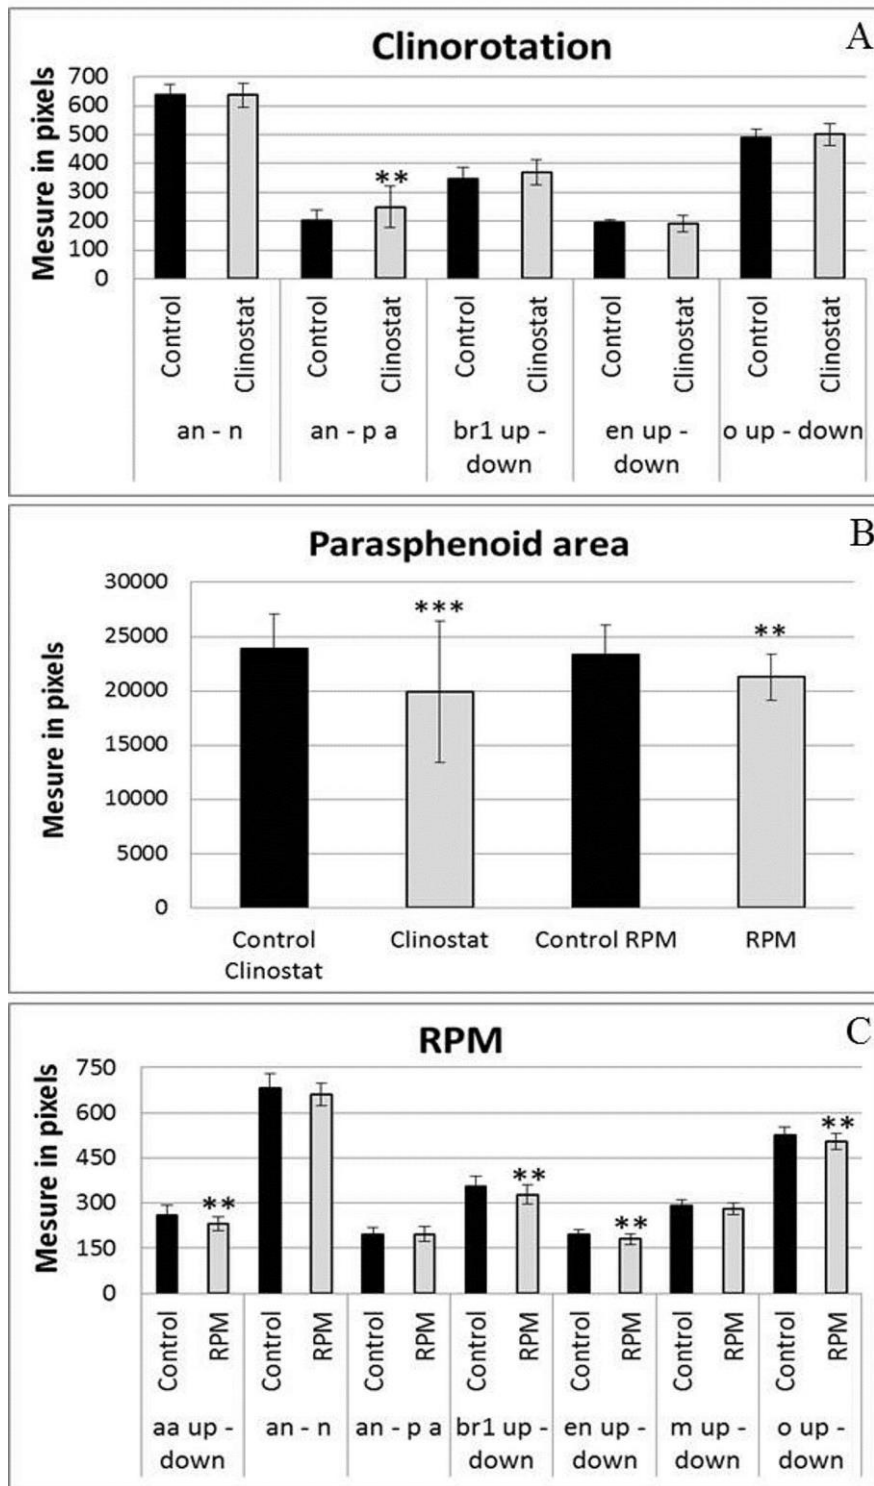 Clinorotation
A
Mesure in pixels
700
600
500
400
300
200
100
0
**
Control
Clinostat
Control
Clinostat
Control
Clinostat
Control
Clinostat
Control
Clinostat
an - n
an - p a
br1 up - down
en up - down
o up - down
Parasphenoid area
B
Mesure in pixels
30000
25000
20000
15000
10000
5000
0
***
**
Control Clinostat
Clinostat
Control RPM
RPM
RPM
C
Mesure in pixels
750
600
450
300
150
0
**
**
**
**
Control
RPM
Control
RPM
Control
RPM
Control
RPM
Control
RPM
Control
RPM
Control
RPM
aa up - down
an - n
an - p a
br1 up - down
en up - down
m up - down
o up - down